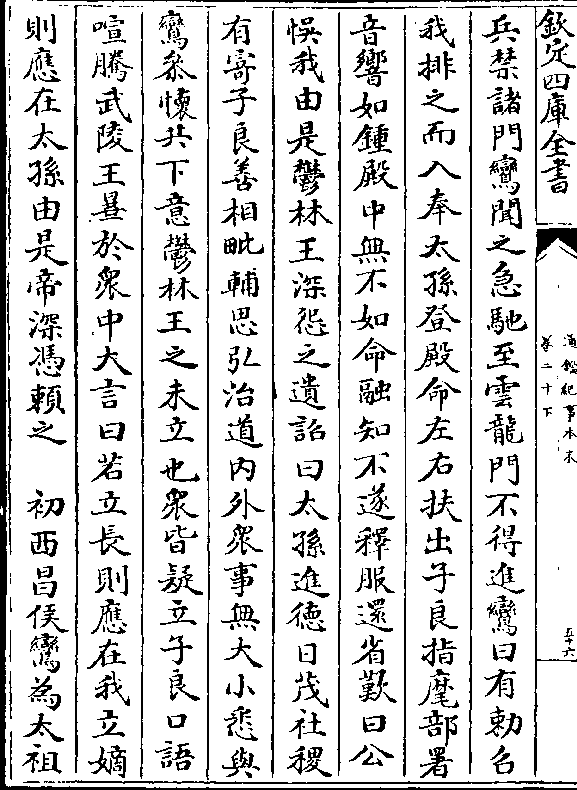 欽定四庫全書
通鑑紀事本末
卷二十下
五十六
兵禁諸門鸞聞之急馳至雲龍門不得進鸞曰有勅召
我排之而入奉太孫登殿命左右扶出子良指麾部署
音響如鍾殿中無不如命融知不遂釋服還省歎曰公
悞我由是鬱林王深怨之遺詔曰太孫進德日茂社稷
有寄子良善相毗輔思弘治道内外衆事無大小悉與
鸞叅懷共下意鬱林王之未立也衆皆疑立子良口語
喧騰武陵王曅於衆中大言曰若立長則應在我立嫡
則應在太孫由是帝深憑賴之　初西昌侯鸞為太祖